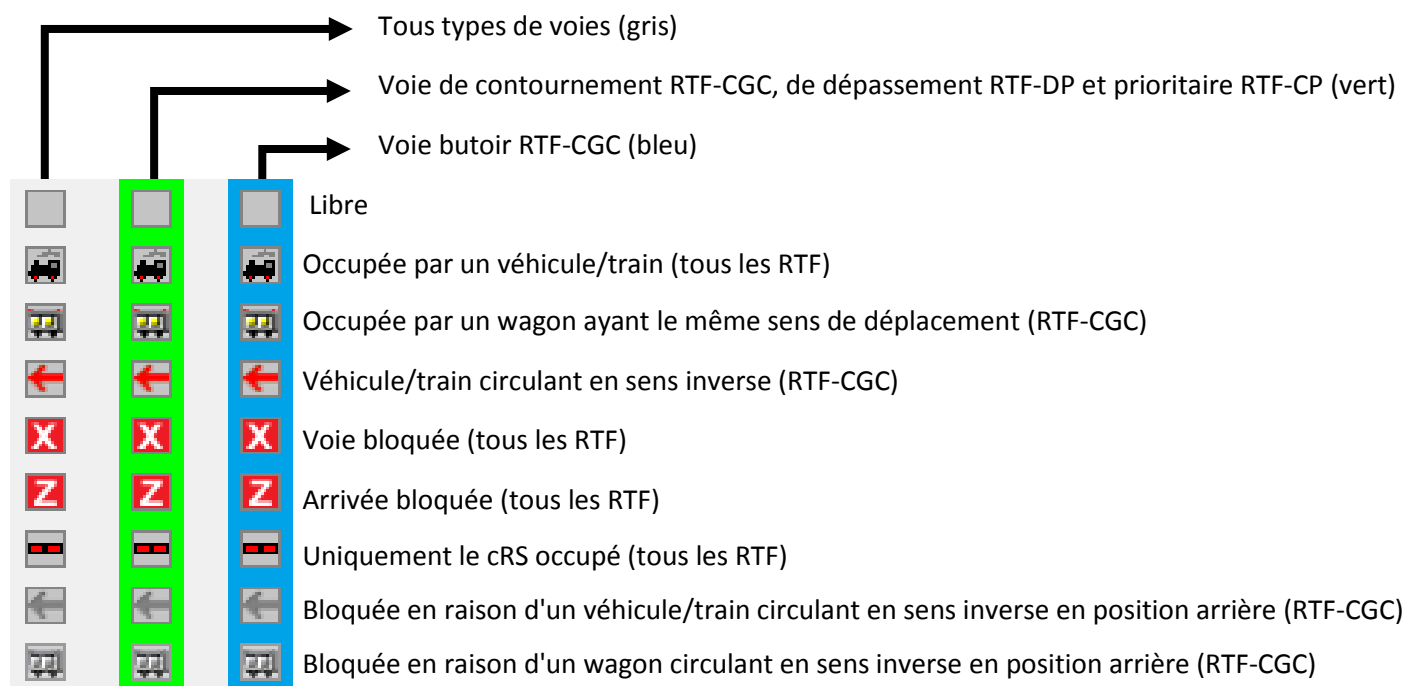 Tous types de voies (gris)
Voie de contournement RTF-CGC, de dépassement RTF-DP et prioritaire RTF-CP (vert)
Voie butoir RTF-CGC (bleu)
Libre
Occupée par un véhicule/train (tous les RTF)
Occupée par un wagon ayant le même sens de déplacement (RTF-CGC)
Véhicule/train circulant en sens inverse (RTF-CGC)
X X X Voie bloquée (tous les RTF)
Z Z Z Arrivée bloquée (tous les RTF)
Uniquement le cRS occupé (tous les RTF)
Bloquée en raison d'un véhicule/train circulant en sens inverse en position arrière (RTF-CGC)
Bloquée en raison d'un wagon circulant en sens inverse en position arrière (RTF-CGC)